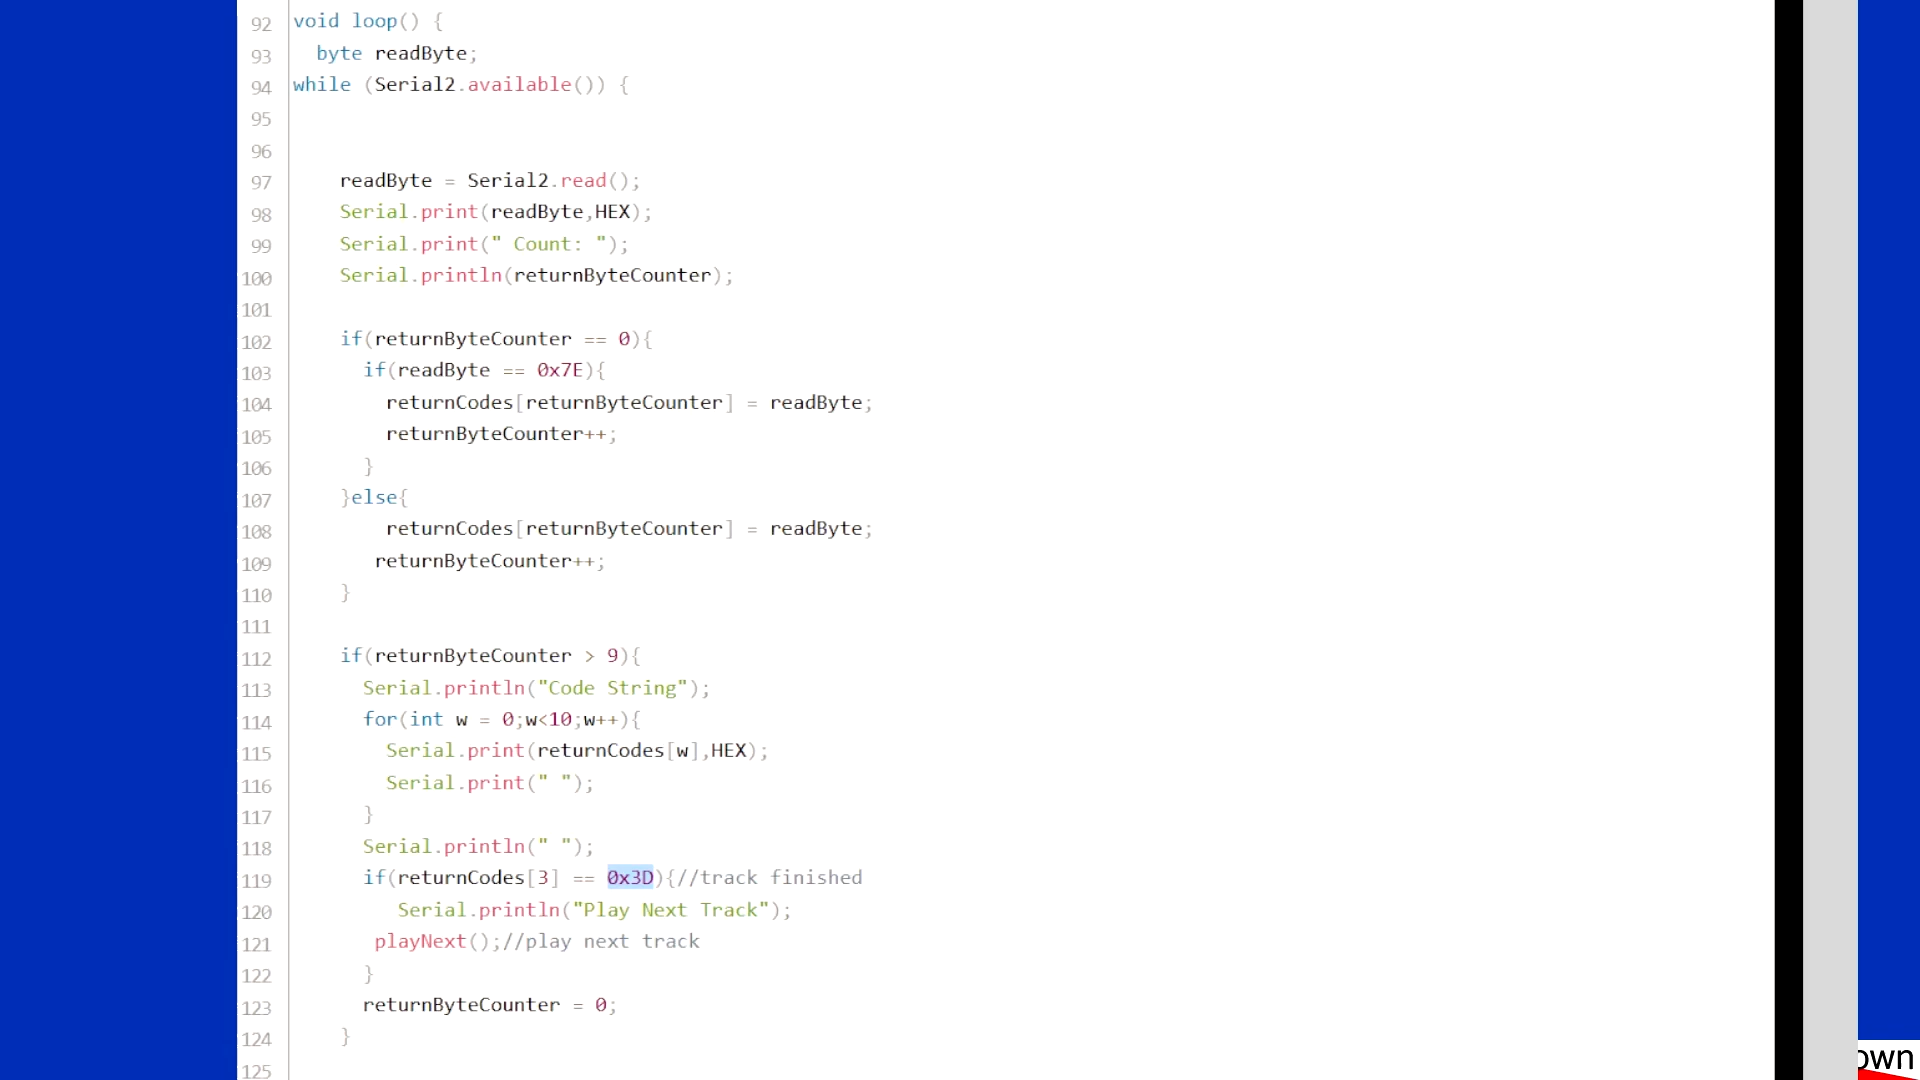 92 void loop() {
93 byte readByte;
94 while (Serial2.available()) {
95
96
97 readByte = Serial2.read();
98 Serial.print(readByte,HEX);
99 Serial.print(" Count: ");
100 Serial.println(returnByteCounter);
101
102 if(returnByteCounter == 0){
103 if(readByte == 0x7E){
104 returnCodes[returnByteCounter] = readByte;
105 returnByteCounter++;
106 }
107 }else{
108 returnCodes[returnByteCounter] = readByte;
109 returnByteCounter++;
110 }
111
112 if(returnByteCounter > 9){
113 Serial.println("Code String");
114 for(int w = 0;w<10;w++){
115 Serial.print(returnCodes[w],HEX);
116 Serial.print(" ");
117 }
118 Serial.println(" ");
119 if(returnCodes[3] == 0x3D){//track finished
120 Serial.println("Play Next Track");
121 playNext();//play next track
122 }
123 returnByteCounter = 0;
124 }
125